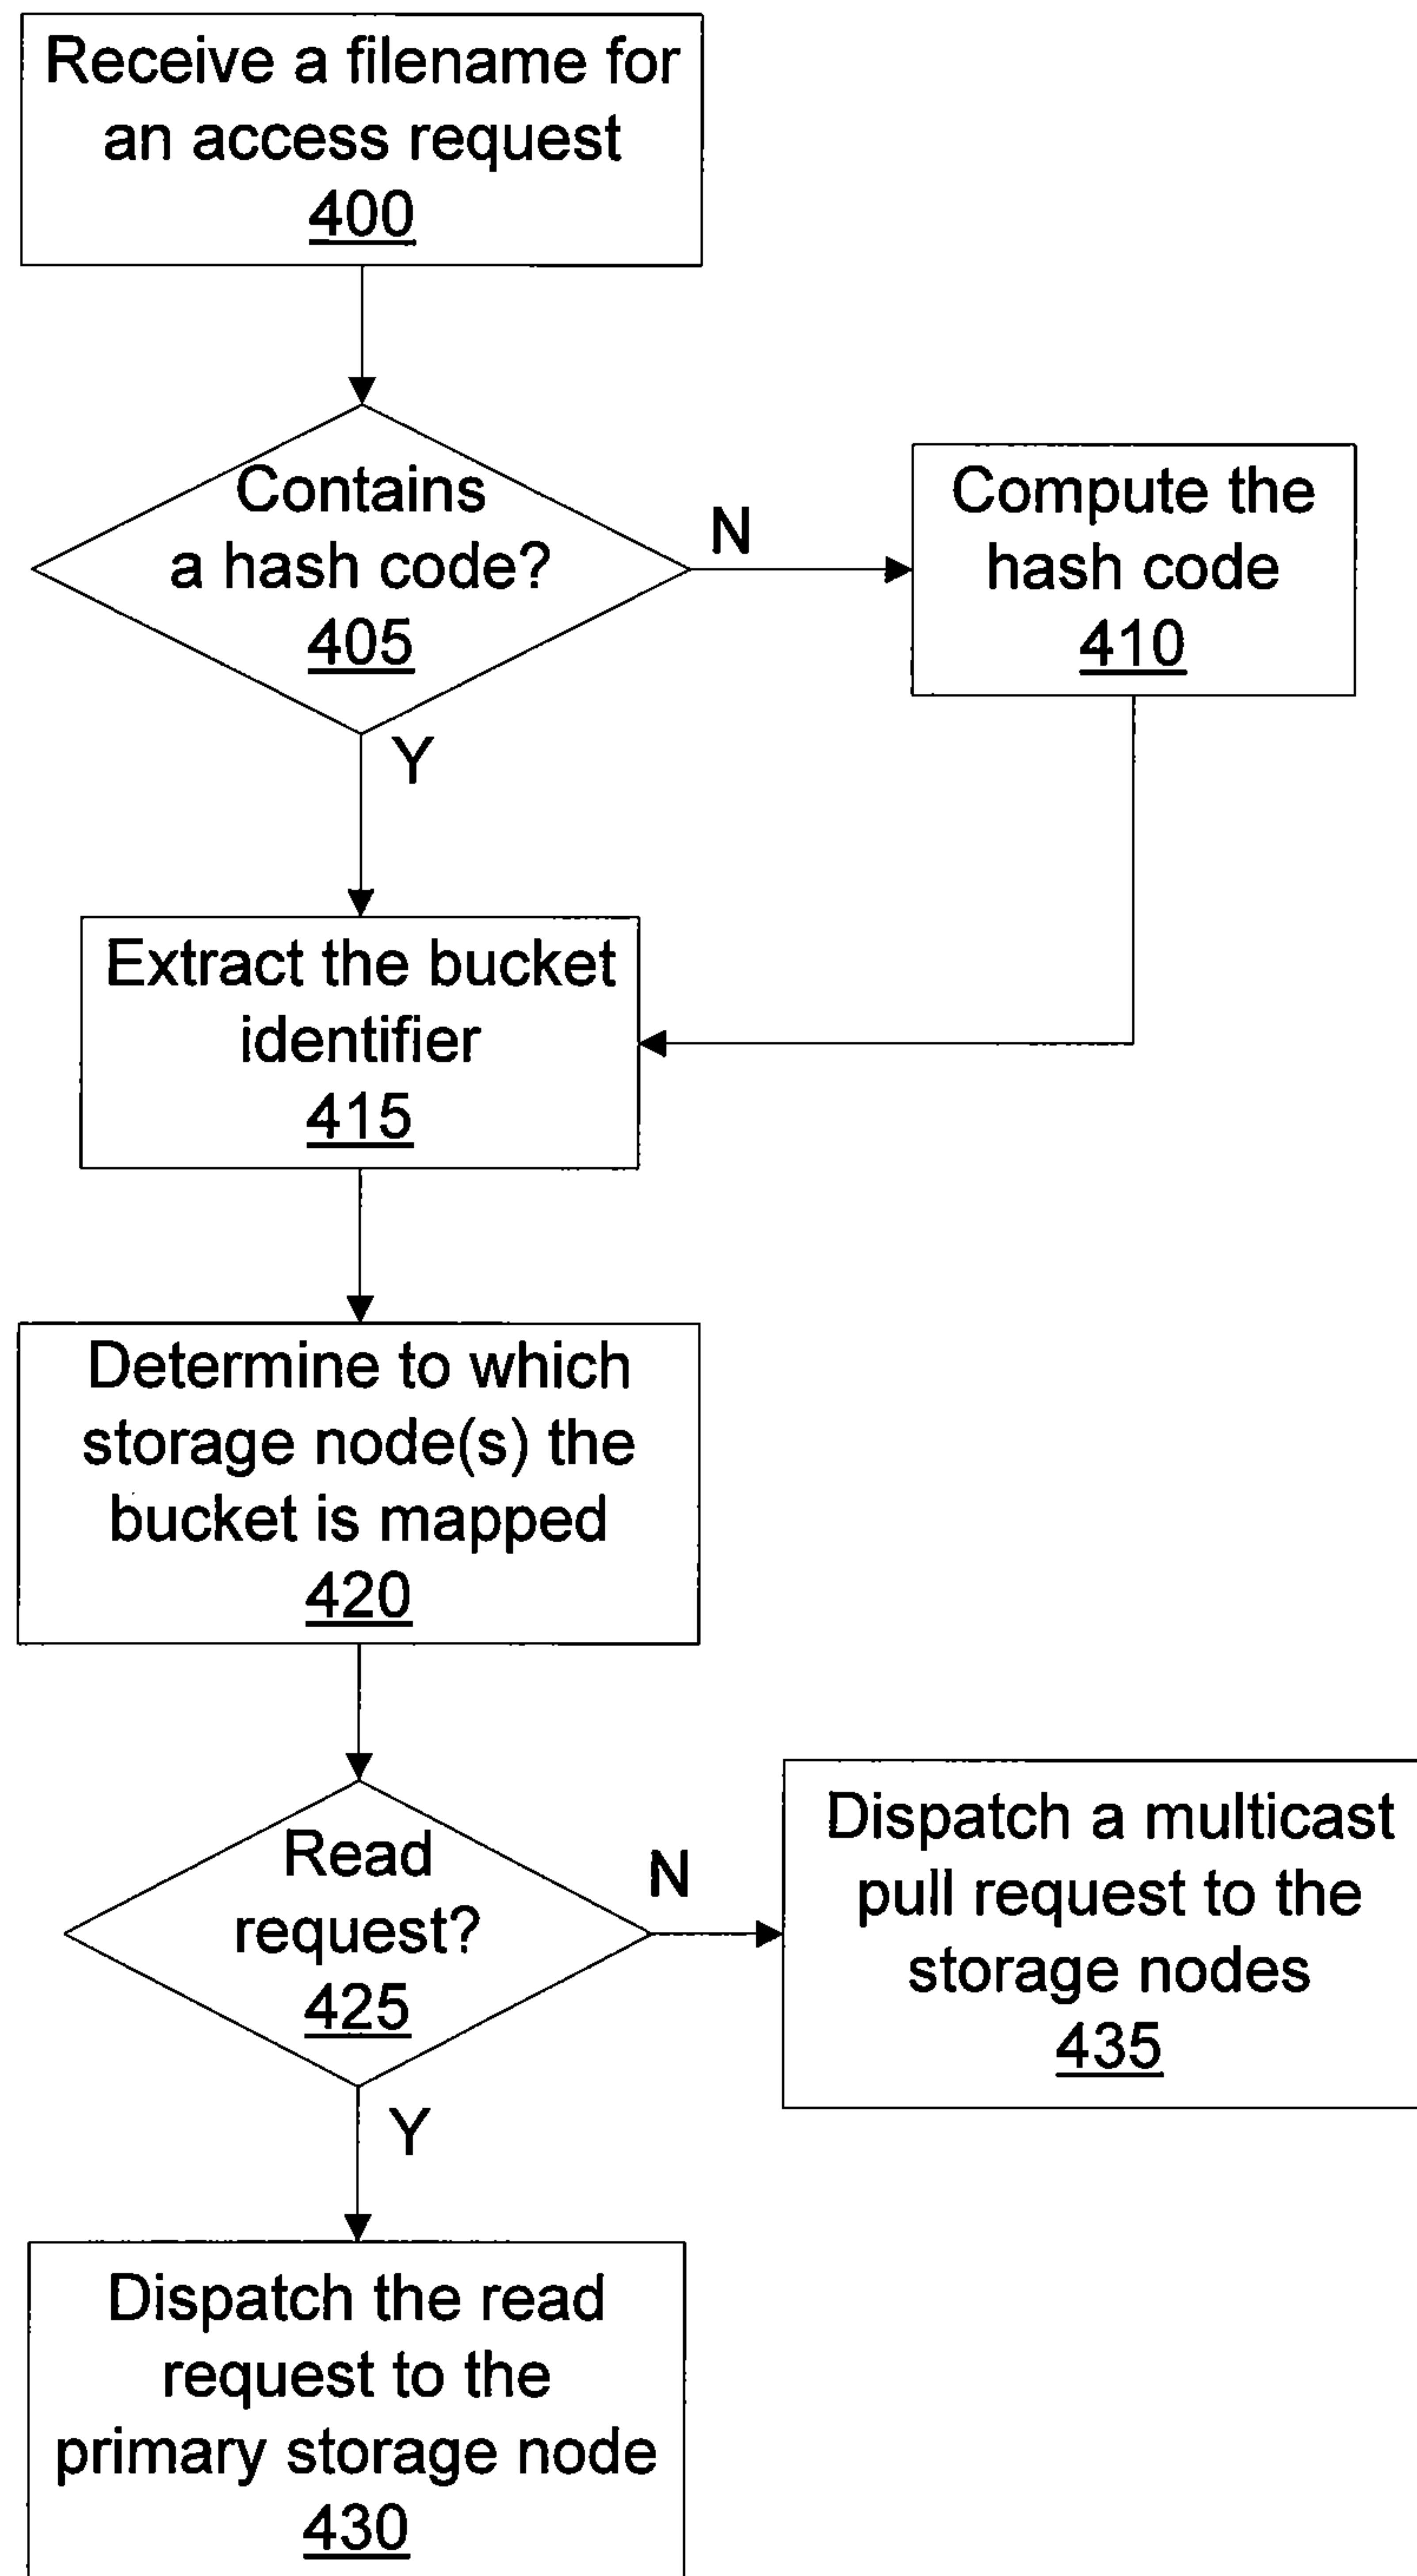 Receive a filename for
an access request
400
Contains
a hash code?
405
N
Compute the
hash code
410
Y
Extract the bucket
identifier
415
Determine to which
storage node(s) the
bucket is mapped
420
Read
request?
425
N
Dispatch a multicast
pull request to the
storage nodes
435
Y
Dispatch the read
request to the
primary storage node
430